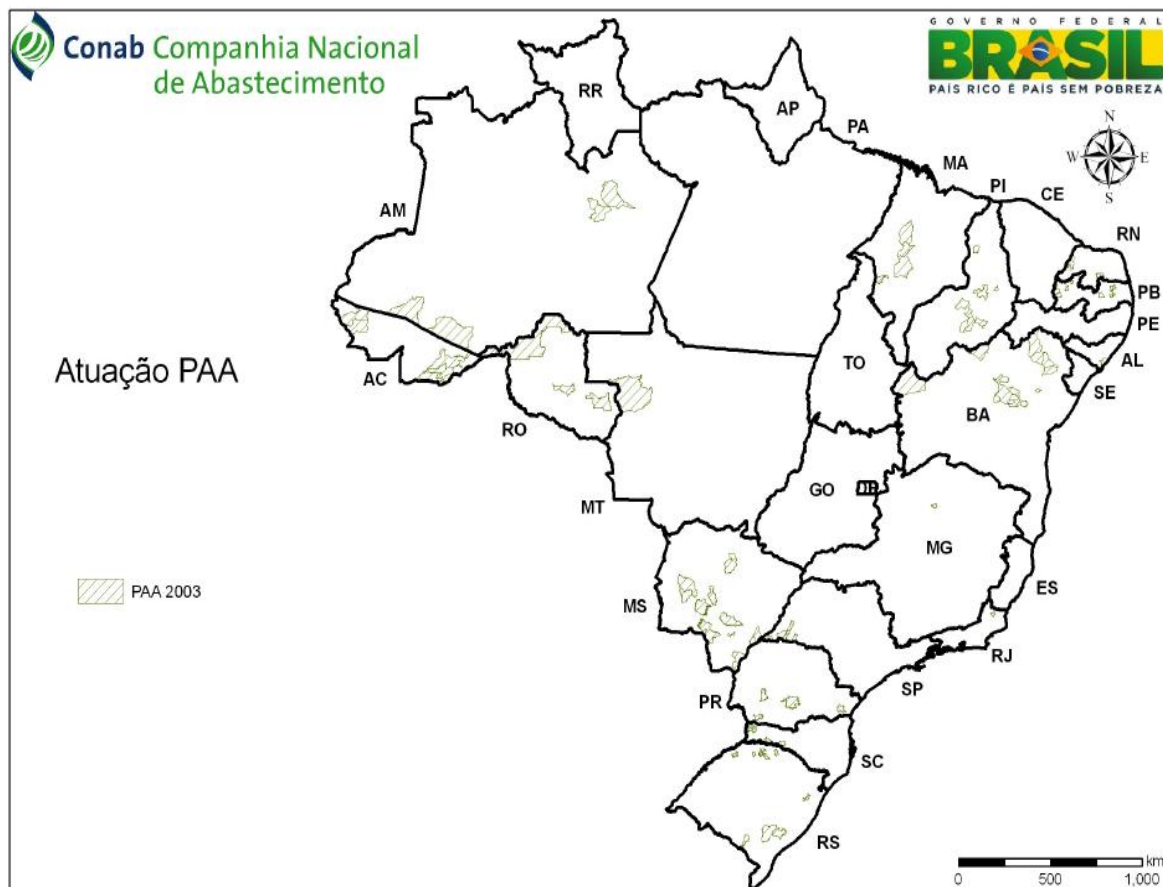 Conab Companhia Nacional
de Abastecimento
GOVERNO FEDERAL
BRASIL
PAÍS RICO É PAÍS SEM POBREZA
N
W E
S
RR
AP
PA
MA
PI
CE
RN
AM
PB
PE
AL
SE
Atuação PAA
AC
TO
BA
RO
GO
DF
MT
MG
ES
PAA 2003
MS
RJ
SP
PR
SC
RS
km
0 500 1,000